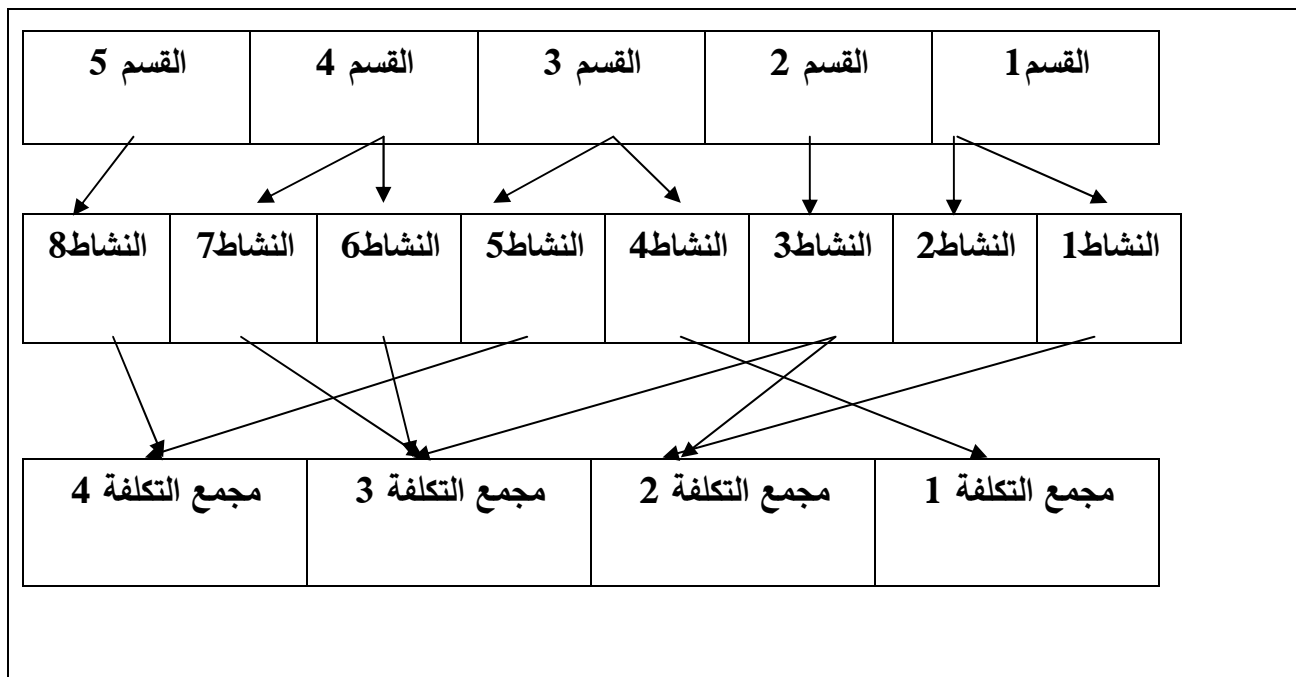 القسم1 القسم 2 القسم 3 القسم 4 القسم 5
النشاط1 النشاط2 النشاط3 النشاط4 النشاط5 النشاط6 النشاط7 النشاط8
مجمع التكلفة 1 مجمع التكلفة 2 مجمع التكلفة 3 مجمع التكلفة 4